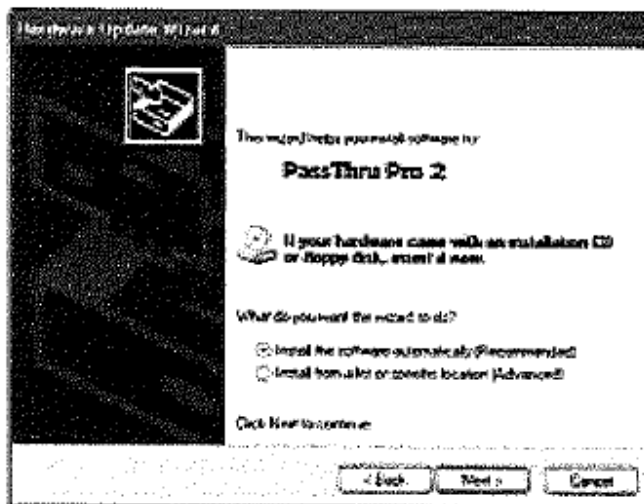 Hardware Update Wizard
This wizard helps you install software for:
PassThru Pro 2
If your hardware came with an installation CD
or floppy disk, insert it now.
What do you want the wizard to do?
Install the software automatically (Recommended)
Install from a list or specific location (Advanced)
Click Next to continue.
< Back
Next >
Cancel